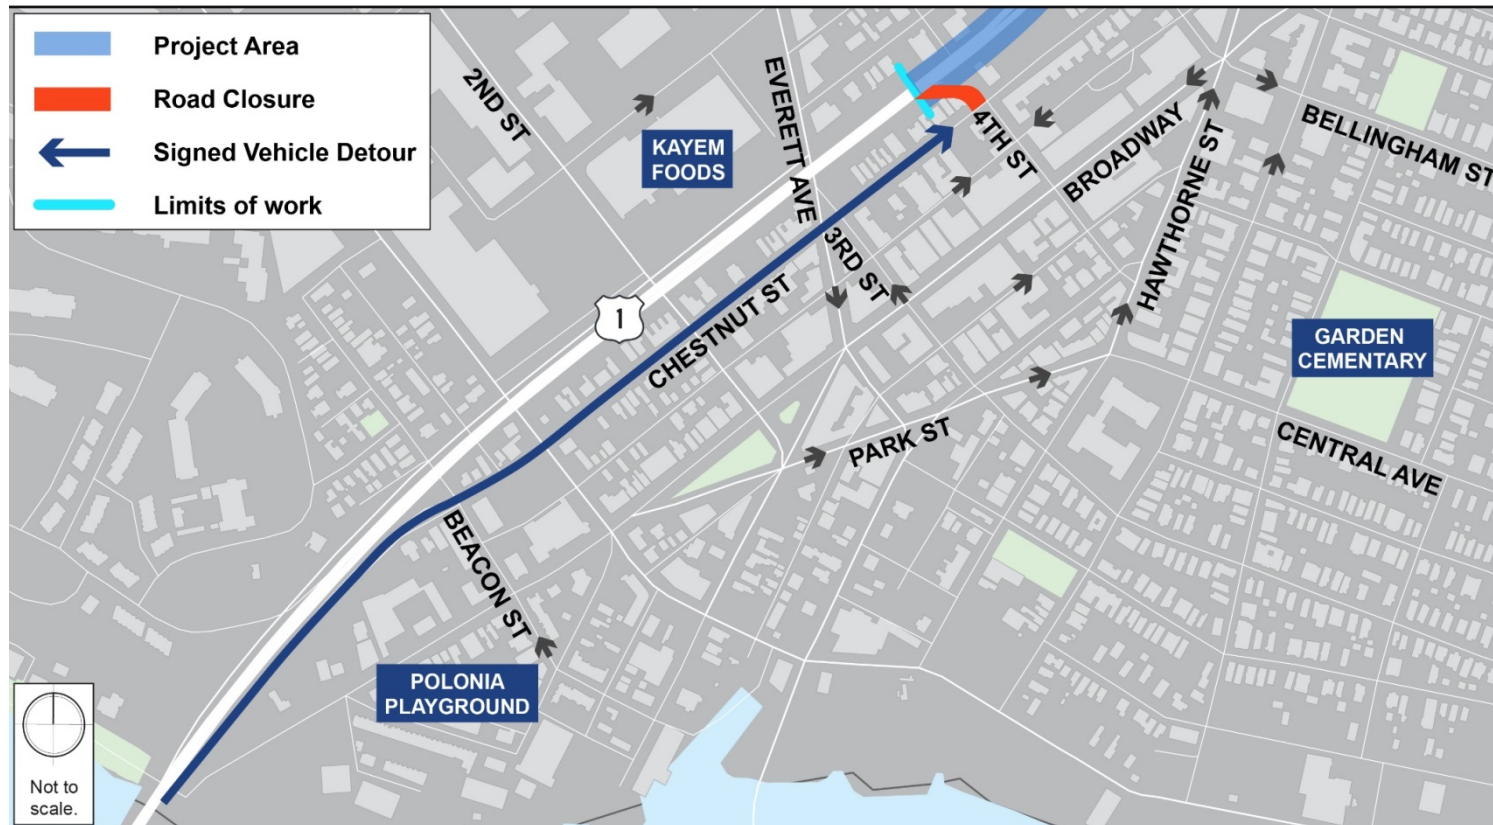 Project Area
Road Closure
Signed Vehicle Detour
Limits of work
2ND ST
EVERETT AVE
KAYEM
FOODS
4TH ST
BROADWAY
BELLINGHAM ST
HAWTHORNE ST
3RD ST
1
CHESTNUT ST
GARDEN
CEMENTARY
PARK ST
CENTRAL AVE
BEACON ST
POLONIA
PLAYGROUND
Not to
scale.